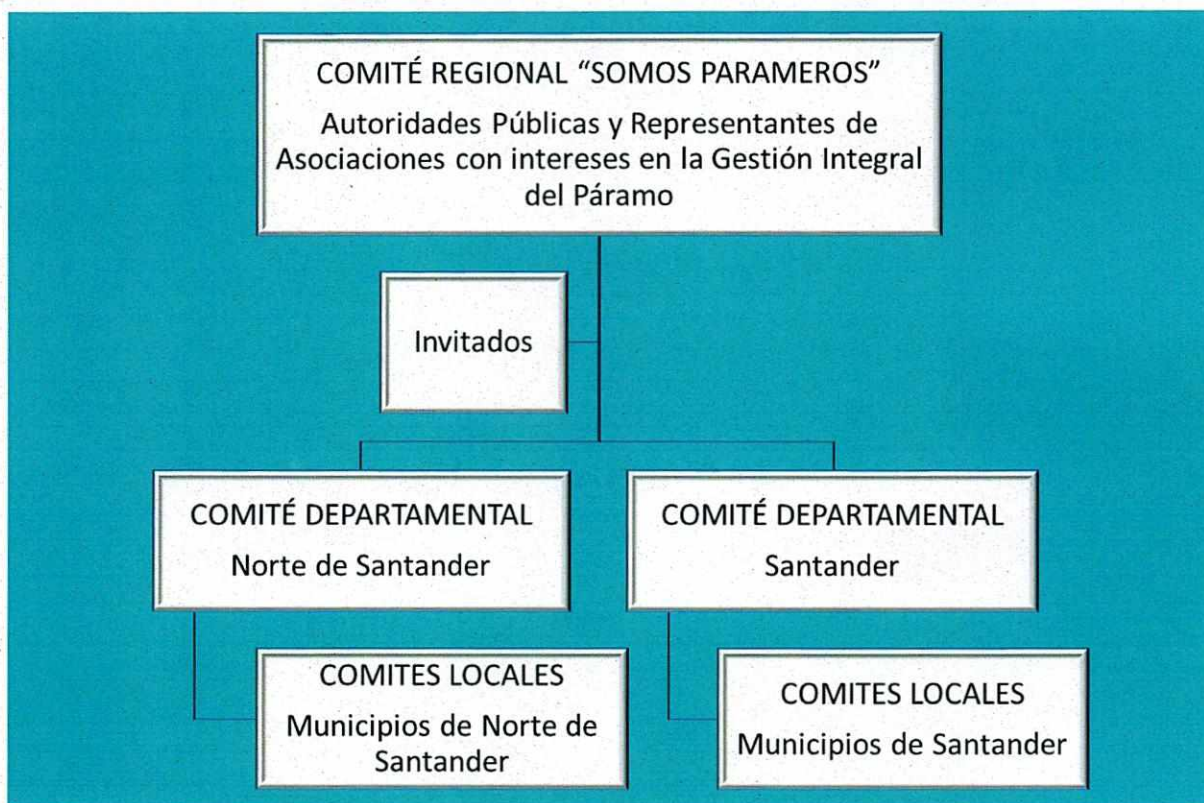 COMITÉ REGIONAL “SOMOS PARAMEROS”
Autoridades Públicas y Representantes de
Asociaciones con intereses en la Gestión Integral
del Páramo
Invitados
COMITÉ DEPARTAMENTAL
Norte de Santander
COMITÉ DEPARTAMENTAL
Santander
COMITES LOCALES
Municipios de Norte de
Santander
COMITES LOCALES
Municipios de Santander